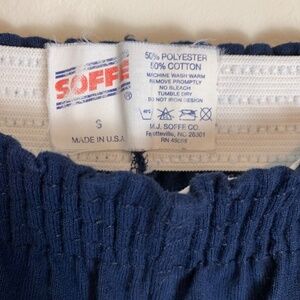 SOFFE
®
S
MADE IN U.S.A.
50% POLYESTER
50% COTTON
MACHINE WASH WARM
REMOVE PROMPTLY
NO BLEACH
TUMBLE DRY
DO NOT IRON DESIGN
M.J. SOFFE CO.
Fayetteville, NC 28301